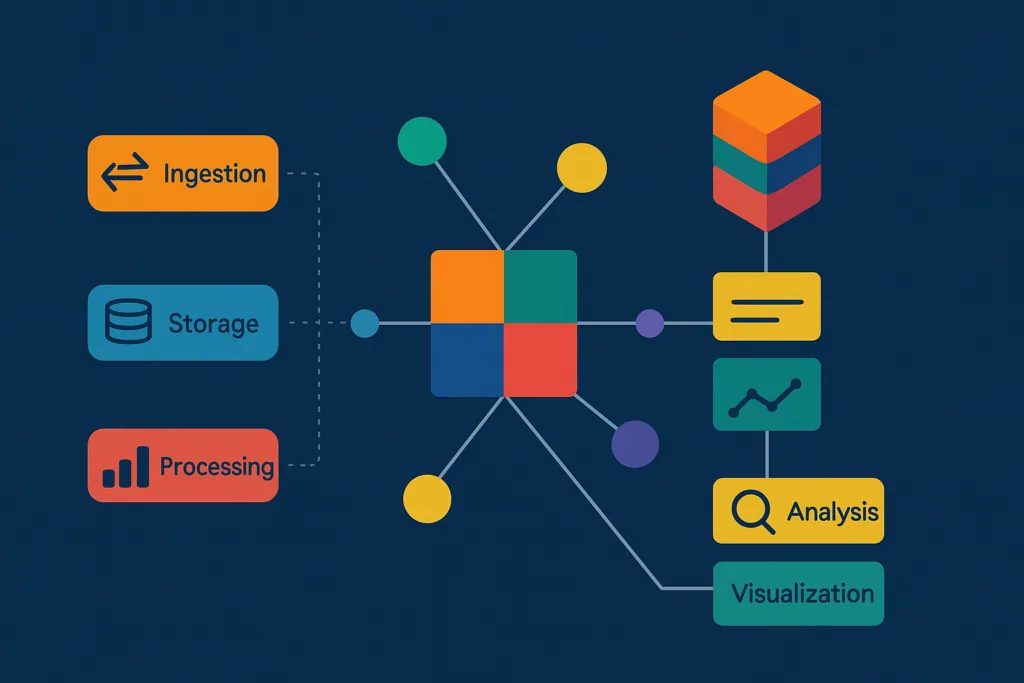 Ingestion
Storage
Processing
Analysis
Visualization